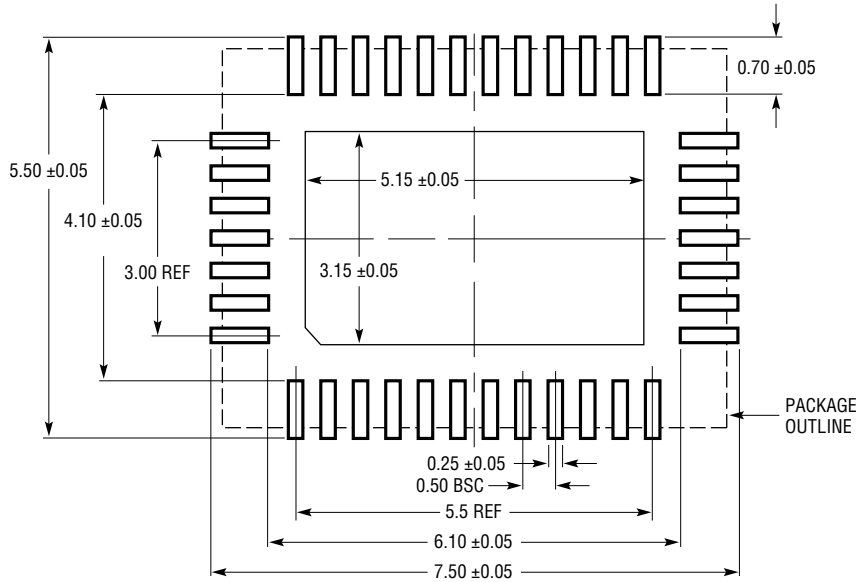 0.70 ±0.05
5.50 ±0.05
5.15 ±0.05
4.10 ±0.05
3.00 REF
3.15 ±0.05
PACKAGE
OUTLINE
0.25 ±0.05
0.50 BSC
5.5 REF
6.10 ±0.05
7.50 ±0.05